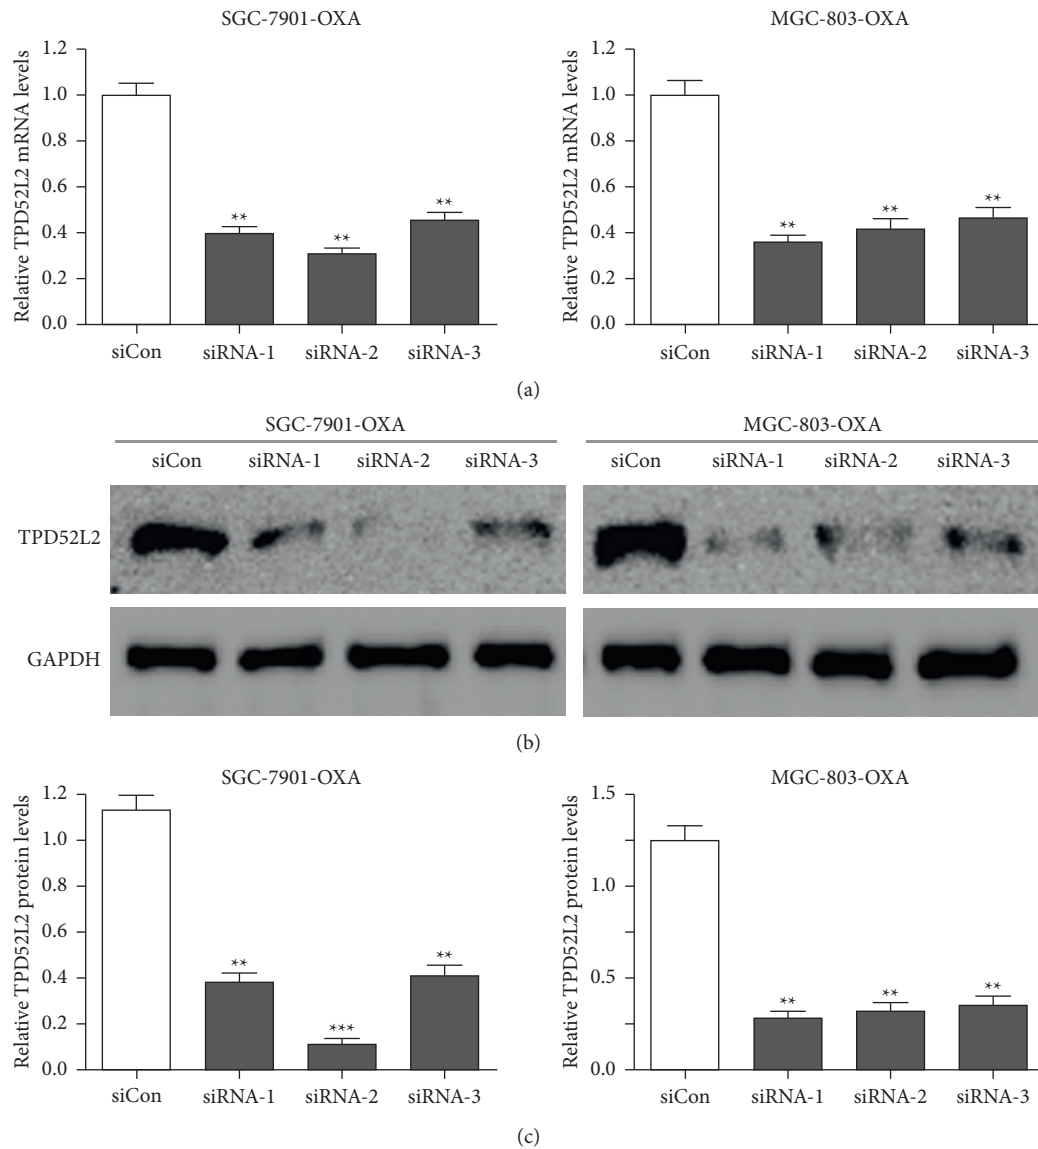 SGC-7901-OXA
Relative TPD52L2 mRNA levels
1.2
1.0
0.8
0.6
0.4
0.2
0.0
**
**
**
siCon siRNA-1 siRNA-2 siRNA-3
MGC-803-OXA
Relative TPD52L2 mRNA levels
1.2
1.0
0.8
0.6
0.4
0.2
0.0
**
**
**
siCon siRNA-1 siRNA-2 siRNA-3
(a)
SGC-7901-OXA MGC-803-OXA
siCon siRNA-1 siRNA-2 siRNA-3 siCon siRNA-1 siRNA-2 siRNA-3
TPD52L2
GAPDH
(b)
SGC-7901-OXA
Relative TPD52L2 protein levels
1.2
1.0
0.8
0.6
0.4
0.2
0.0
**
***
**
siCon siRNA-1 siRNA-2 siRNA-3
MGC-803-OXA
Relative TPD52L2 protein levels
1.5
1.0
0.5
0.0
**
**
**
siCon siRNA-1 siRNA-2 siRNA-3
(c)